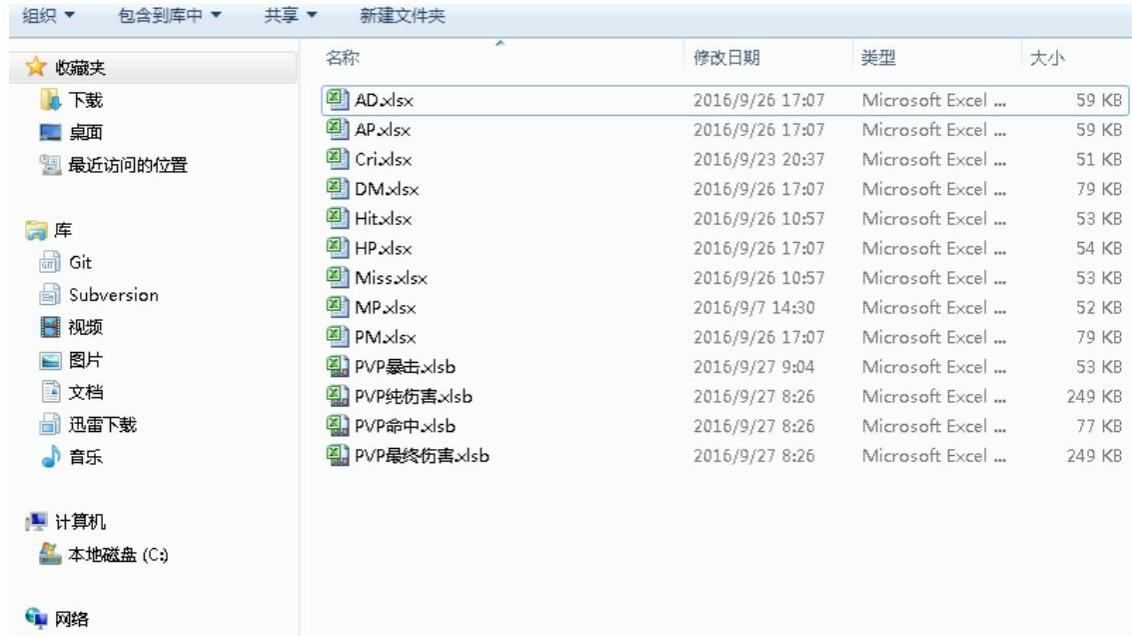 组织 包含到库中 共享 新建文件夹
名称 修改日期 类型 大小
收藏夹
下载
桌面
最近访问的位置
库
Git
Subversion
视频
图片
文档
迅雷下载
音乐
计算机
本地磁盘 (C:)
网络
AD.xlsx 2016/9/26 17:07 Microsoft Excel ... 59 KB
AP.xlsx 2016/9/26 17:07 Microsoft Excel ... 59 KB
Cri.xlsx 2016/9/23 20:37 Microsoft Excel ... 51 KB
DM.xlsx 2016/9/26 17:07 Microsoft Excel ... 79 KB
Hit.xlsx 2016/9/26 10:57 Microsoft Excel ... 53 KB
HP.xlsx 2016/9/26 17:07 Microsoft Excel ... 54 KB
Miss.xlsx 2016/9/26 10:57 Microsoft Excel ... 53 KB
MP.xlsx 2016/9/7 14:30 Microsoft Excel ... 52 KB
PM.xlsx 2016/9/26 17:07 Microsoft Excel ... 79 KB
PVP暴击.xlsb 2016/9/27 9:04 Microsoft Excel ... 53 KB
PVP纯伤害.xlsb 2016/9/27 8:26 Microsoft Excel ... 249 KB
PVP命中.xlsb 2016/9/27 8:26 Microsoft Excel ... 77 KB
PVP最终伤害.xlsb 2016/9/27 8:26 Microsoft Excel ... 249 KB